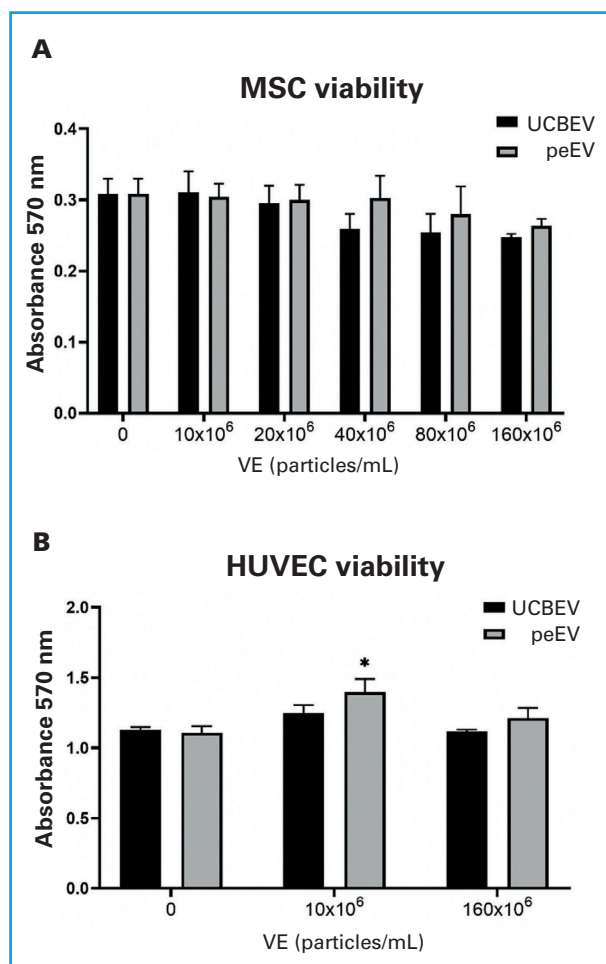 A
MSC viability
UCBEV
peEV
Absorbance 570 nm
0.4
0.3
0.2
0.1
0.0
0 10x10⁶ 20x10⁶ 40x10⁶ 80x10⁶ 160x10⁶
VE (particles/mL)
B
HUVEC viability
UCBEV
peEV
Absorbance 570 nm
2.0
1.5
1.0
0.5
0.0
*
0 10x10⁶ 160x10⁶
VE (particles/mL)